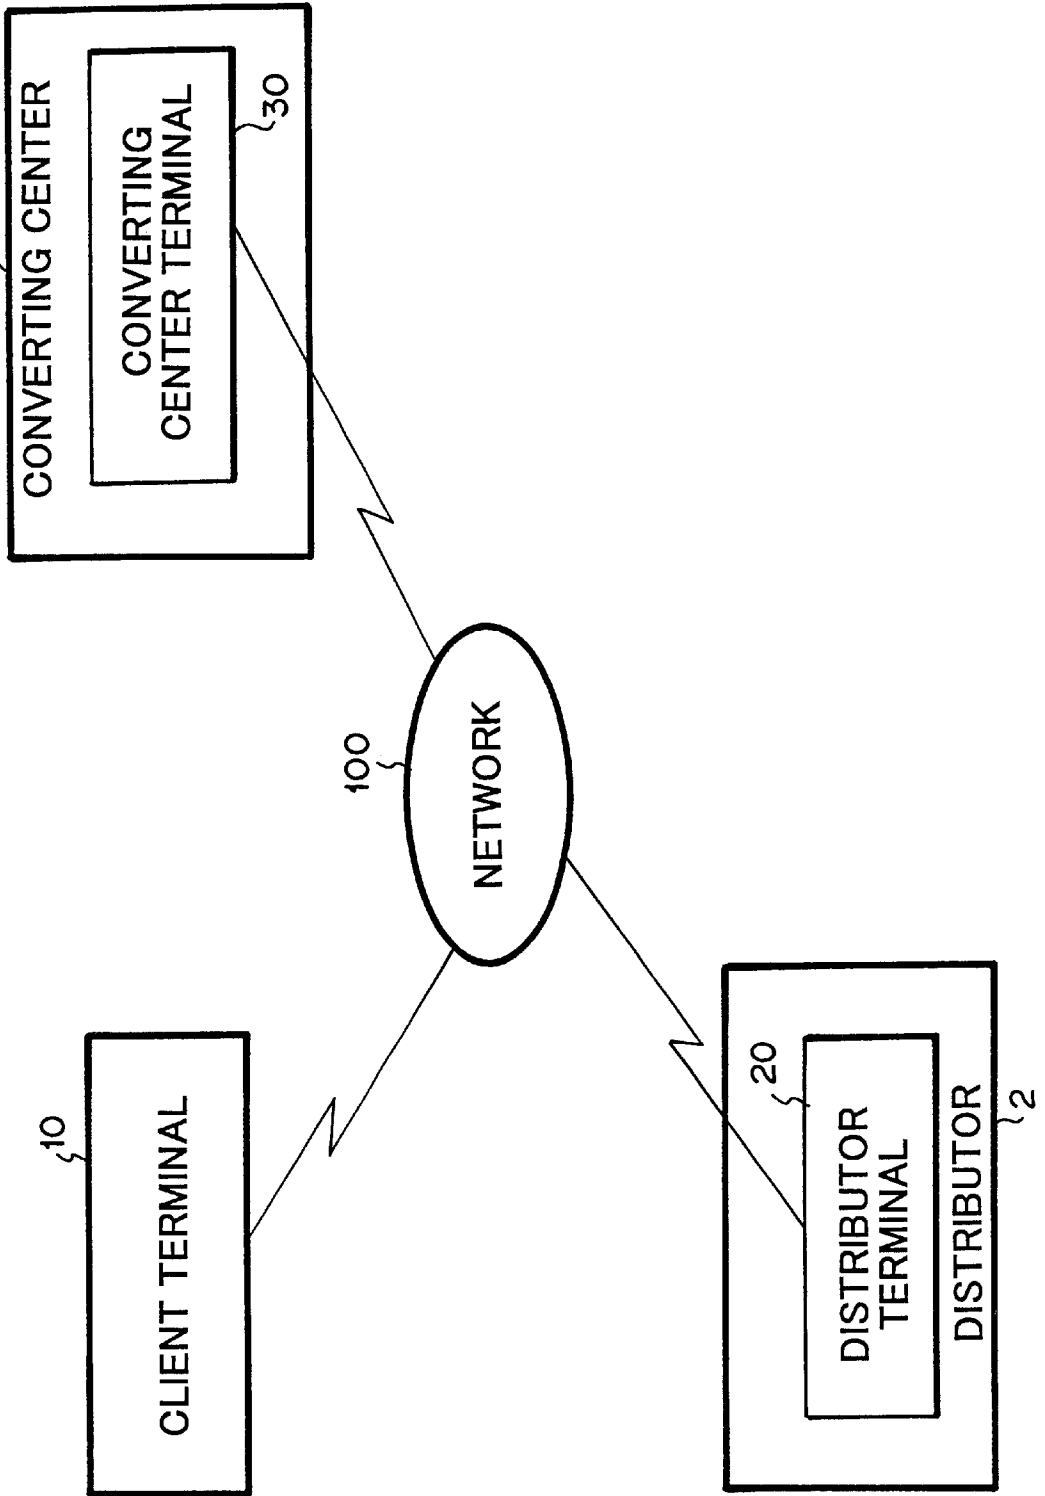 10
CLIENT TERMINAL
CONVERTING CENTER
CONVERTING
CENTER TERMINAL
30
100
NETWORK
20
DISTRIBUTOR
TERMINAL
DISTRIBUTOR
2